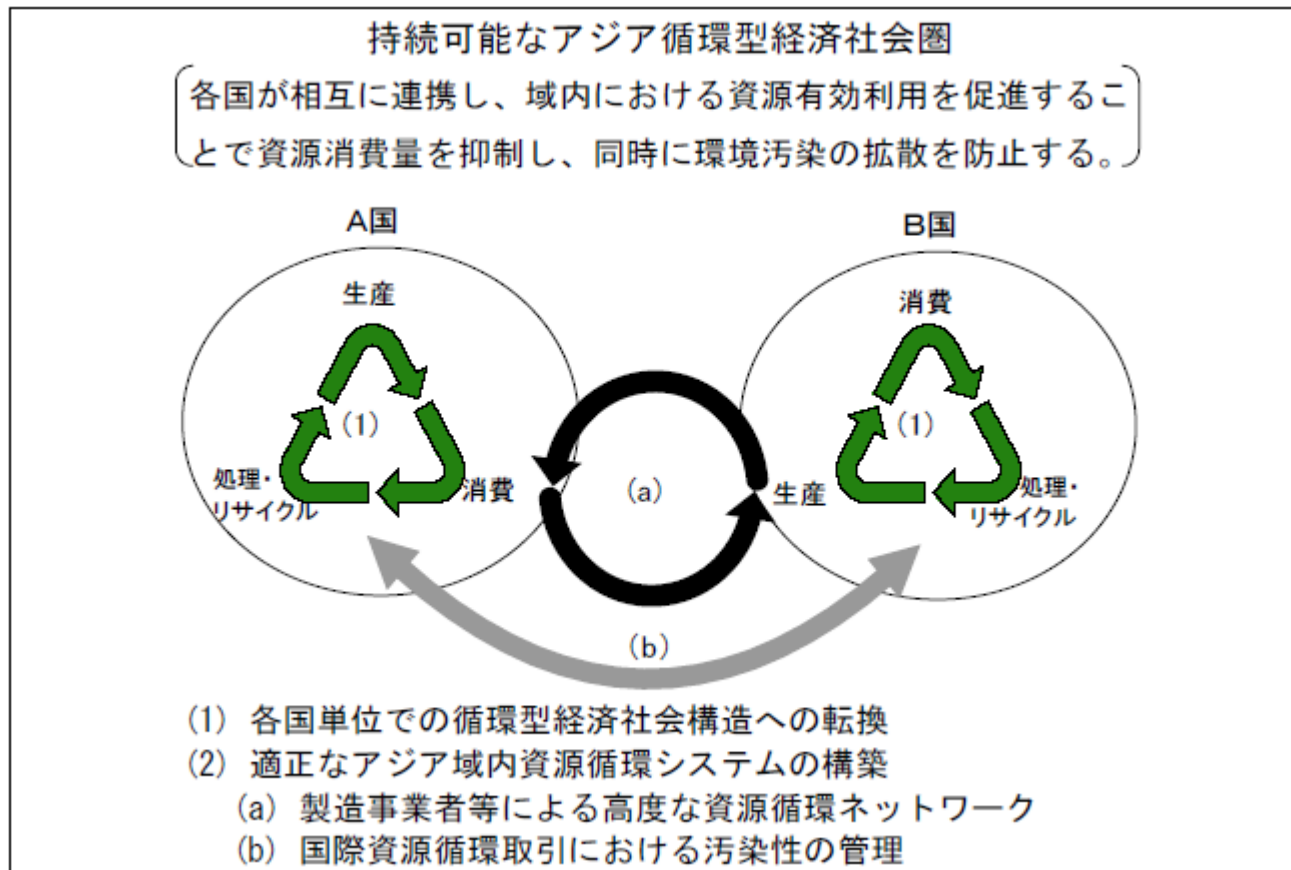 持続可能なアジア循環型経済社会圏
各国が相互に連携し、域内における資源有効利用を促進するこ
とで資源消費量を抑制し、同時に環境汚染の拡散を防止する。
A国
生産
(1)
処理・
リサイクル
消費
(a)
B国
消費
(1)
生産
処理・
リサイクル
(b)
(1) 各国単位での循環型経済社会構造への転換
(2) 適正なアジア域内資源循環システムの構築
(a) 製造事業者等による高度な資源循環ネットワーク
(b) 国際資源循環取引における汚染性の管理